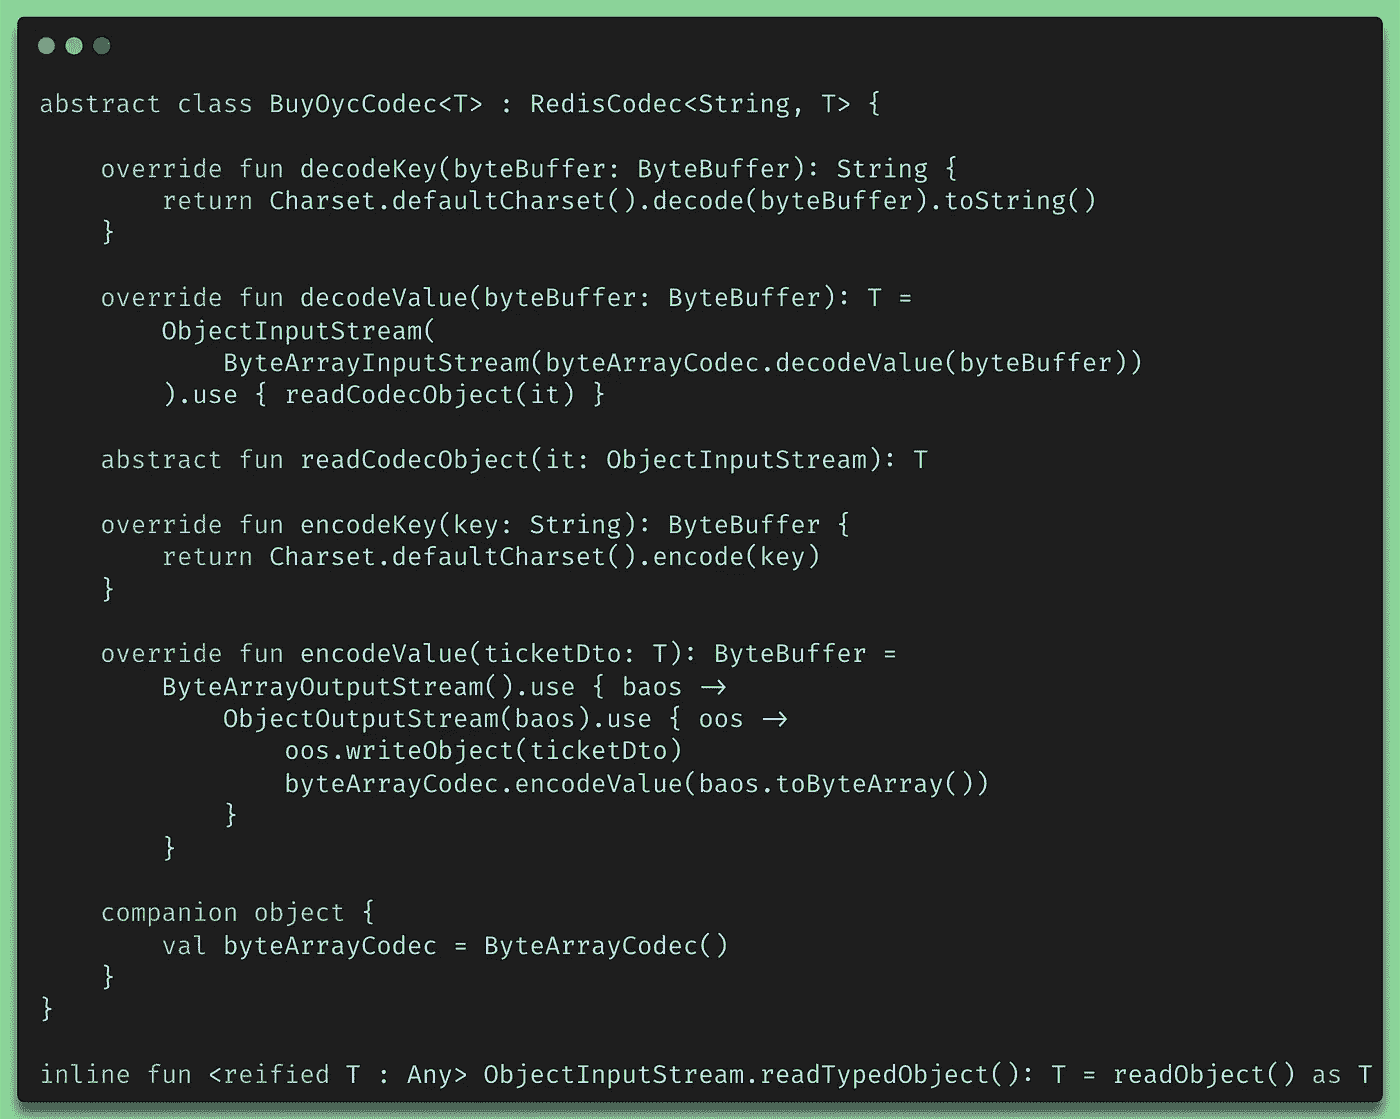 abstract class BuyOycCodec<T> : RedisCodec<String, T> {
    override fun decodeKey(byteBuffer: ByteBuffer): String {
        return Charset.defaultCharset().decode(byteBuffer).toString()
    }
    override fun decodeValue(byteBuffer: ByteBuffer): T =
        ObjectInputStream(
            ByteArrayInputStream(byteArrayCodec.decodeValue(byteBuffer))
        ).use { readCodecObject(it) }
    abstract fun readCodecObject(it: ObjectInputStream): T
    override fun encodeKey(key: String): ByteBuffer {
        return Charset.defaultCharset().encode(key)
    }
    override fun encodeValue(ticketDto: T): ByteBuffer =
        ByteArrayOutputStream().use { baos →
            ObjectOutputStream(baos).use { oos →
                oos.writeObject(ticketDto)
                byteArrayCodec.encodeValue(baos.toByteArray())
            }
        }
    companion object {
        val byteArrayCodec = ByteArrayCodec()
    }
}
inline fun <reified T : Any> ObjectInputStream.readTypedObject(): T = readObject() as T